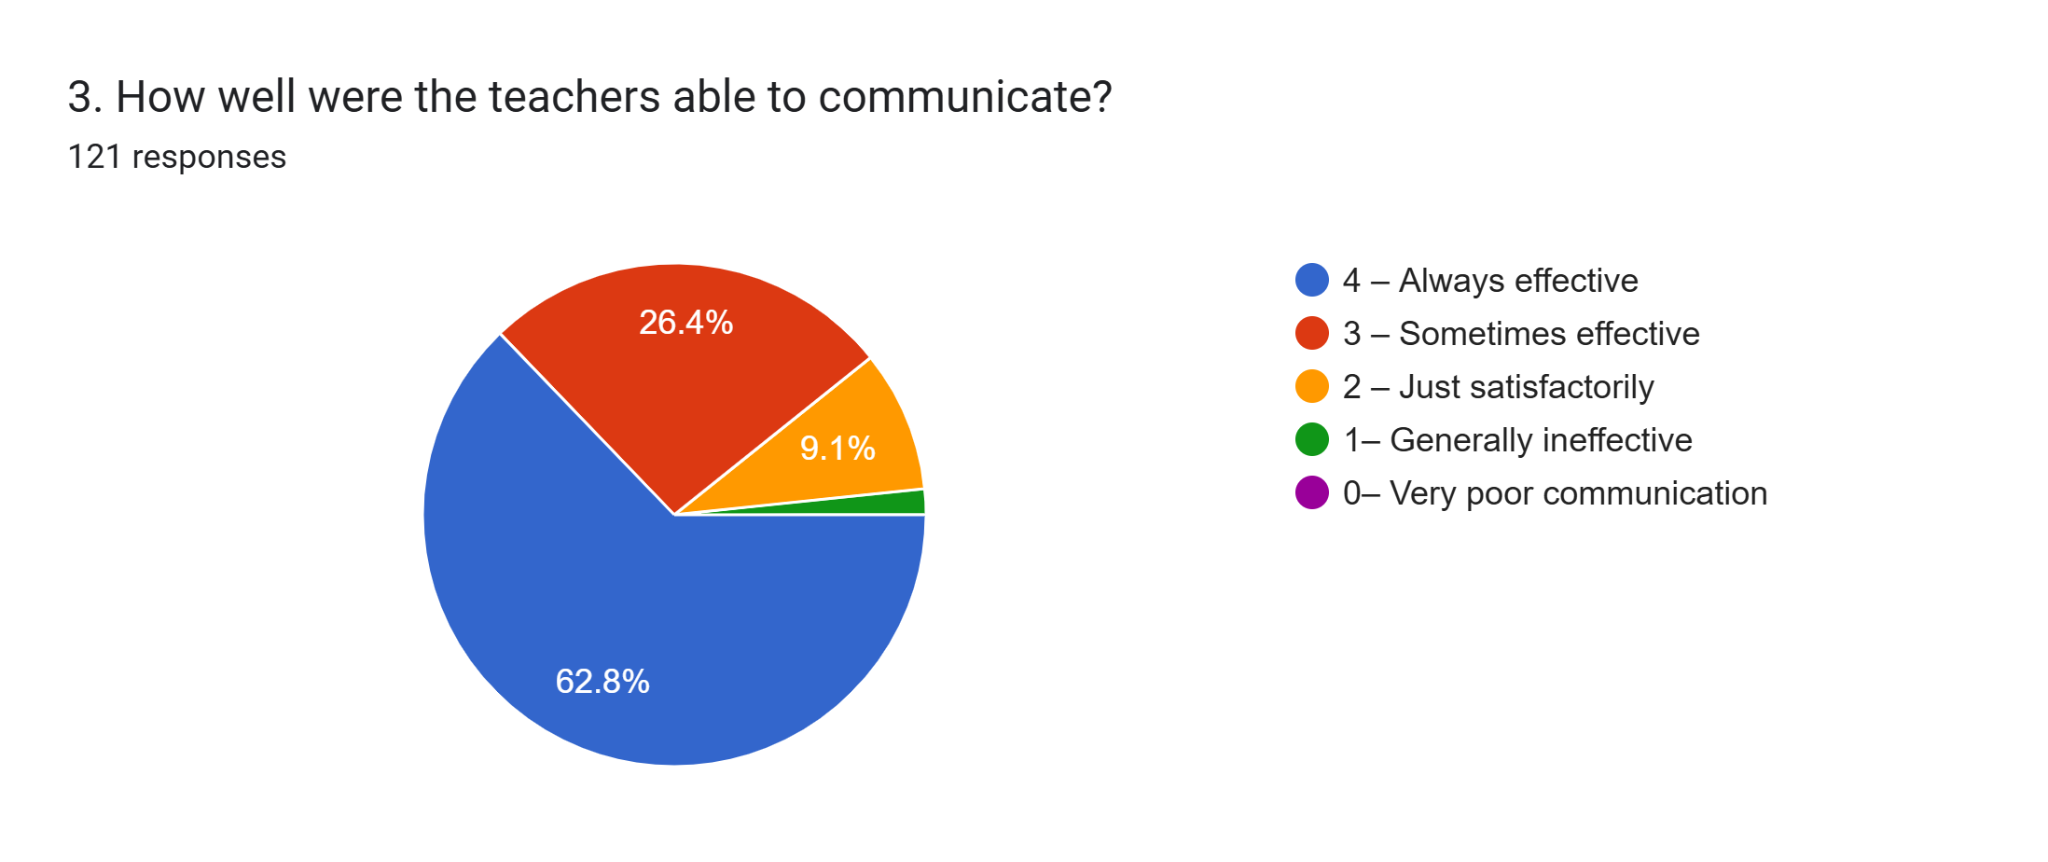 3. How well were the teachers able to communicate?
121 responses
26.4%
9.1%
62.8%
4 – Always effective
3 – Sometimes effective
2 – Just satisfactorily
1– Generally ineffective
0– Very poor communication